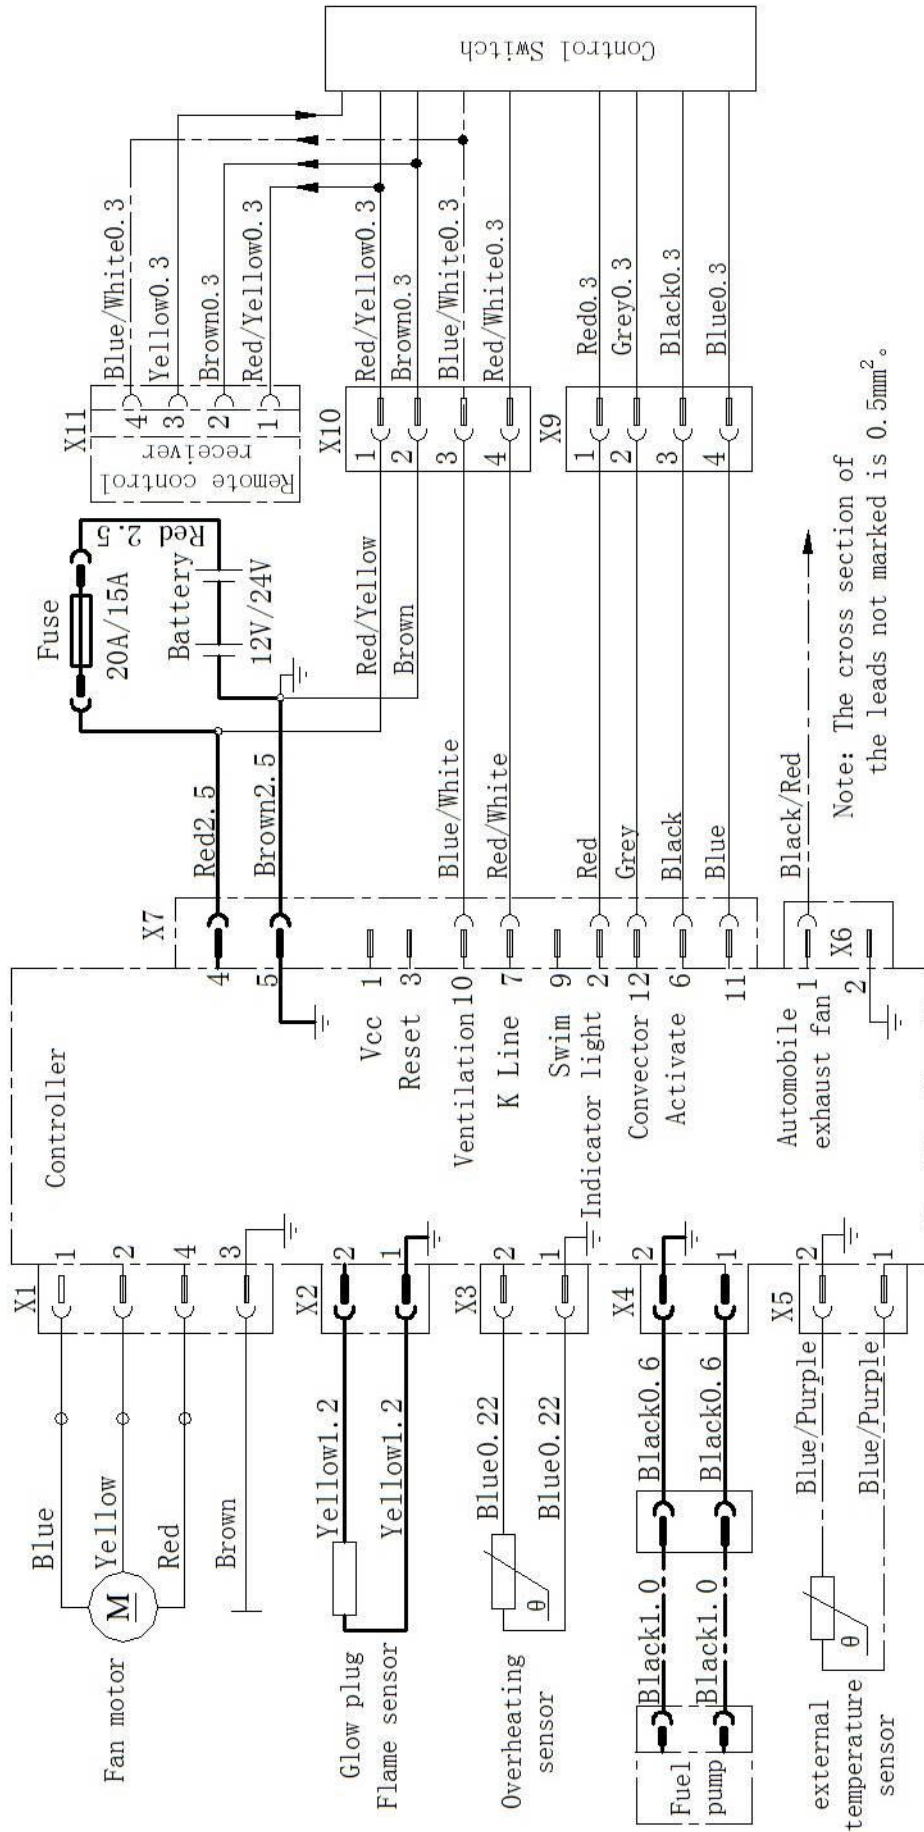 Control Switch
X11
Remote control
receiver
4
3
2
1
Blue/White0.3
Yellow0.3
Brown0.3
Red/Yellow0.3
X10
1
2
3
4
Red/Yellow0.3
Brown0.3
Blue/White0.3
Red/White0.3
X9
1
2
3
4
Red0.3
Grey0.3
Black0.3
Blue0.3
Fuse
20A/15A
Red 2.5
Battery
12V/24V
Red/Yellow
Brown
Red2.5
Brown2.5
Blue/White
Red/White
Red
Grey
Black
Blue
Black/Red
Note: The cross section of
the leads not marked is 0.5mm².
X7
4
5
Vcc 1
Reset 3
Ventilation 10
K Line 7
Swim 9
Indicator light 2
Convector 12
Activate 6
11
X6
Automobile
exhaust fan
1
2
Controller
X1
1
2
4
3
Blue
Yellow
Red
Brown
M
Fan motor
X2
2
1
Yellow1.2
Yellow1.2
Glow plug
Flame sensor
X3
2
1
Blue0.22
Blue0.22
θ
Overheating
sensor
X4
2
1
Black0.6
Black0.6
Black1.0
Black1.0
Fuel
pump
X5
2
1
Blue/Purple
Blue/Purple
θ
external
temperature
sensor